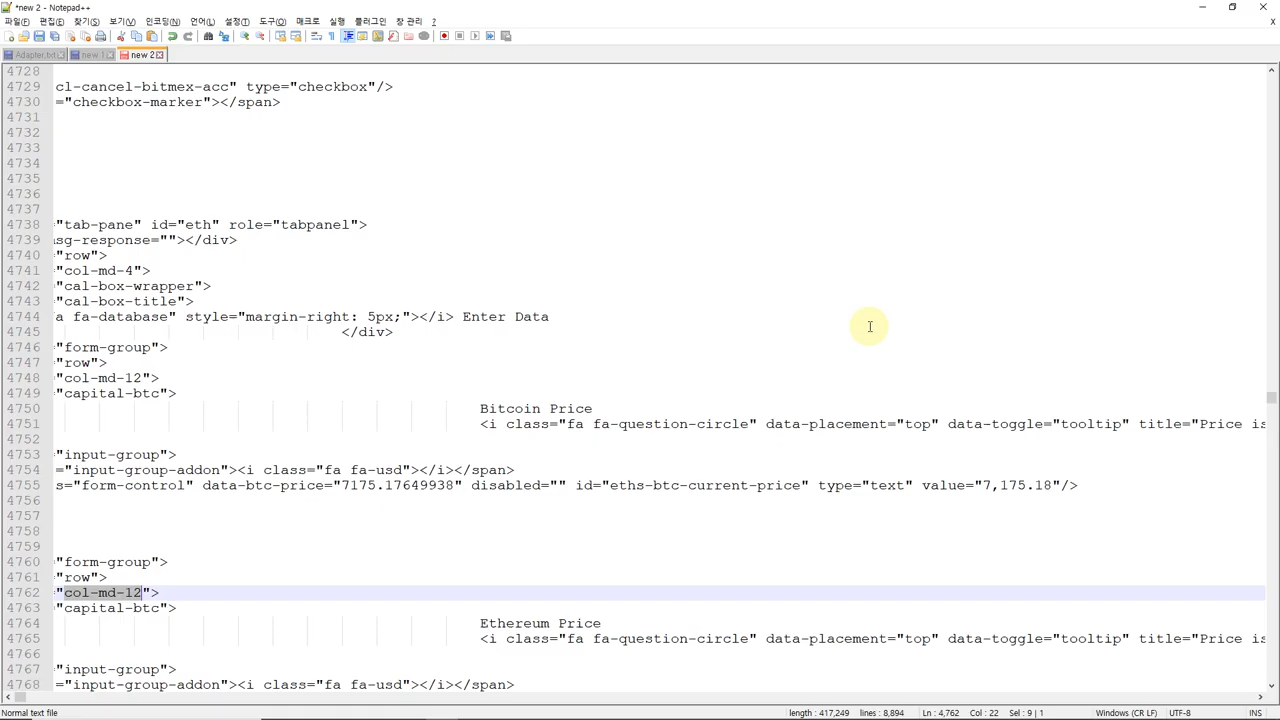 *new 2 - Notepad++
파일(F) 편집(E) 찾기(S) 보기(V) 인코딩(N) 언어(L) 설정(T) 도구(O) 매크로 실행 플러그인 창 관리 ?
Adapter.txt new 1 new 2
4728
4729 cl-cancel-bitmex-acc" type="checkbox"/>
4730 ="checkbox-marker"></span>
4731
4732
4733
4734
4735
4736
4737
4738 ="tab-pane" id="eth" role="tabpanel">
4739 sg-response=""></div>
4740 ="row">
4741 ="col-md-4">
4742 ="cal-box-wrapper">
4743 ="cal-box-title">
4744 fa fa-database" style="margin-right: 5px;"></i> Enter Data
4745 </div>
4746 ="form-group">
4747 ="row">
4748 ="col-md-12">
4749 ="capital-btc">
4750 Bitcoin Price
4751 <i class="fa fa-question-circle" data-placement="top" data-toggle="tooltip" title="Price is
4752
4753 ="input-group">
4754 ="input-group-addon"><i class="fa fa-usd"></i></span>
4755 s="form-control" data-btc-price="7175.17649938" disabled="" id="eths-btc-current-price" type="text" value="7,175.18"/>
4756
4757
4758
4759
4760 ="form-group">
4761 ="row">
4762 ="col-md-12">
4763 ="capital-btc">
4764 Ethereum Price
4765 <i class="fa fa-question-circle" data-placement="top" data-toggle="tooltip" title="Price is
4766
4767 ="input-group">
4768 ="input-group-addon"><i class="fa fa-usd"></i></span>
Normal text file length : 417,249 lines : 8,894 Ln : 4,762 Col : 22 Sel : 9 | 1 Windows (CR LF) UTF-8 INS